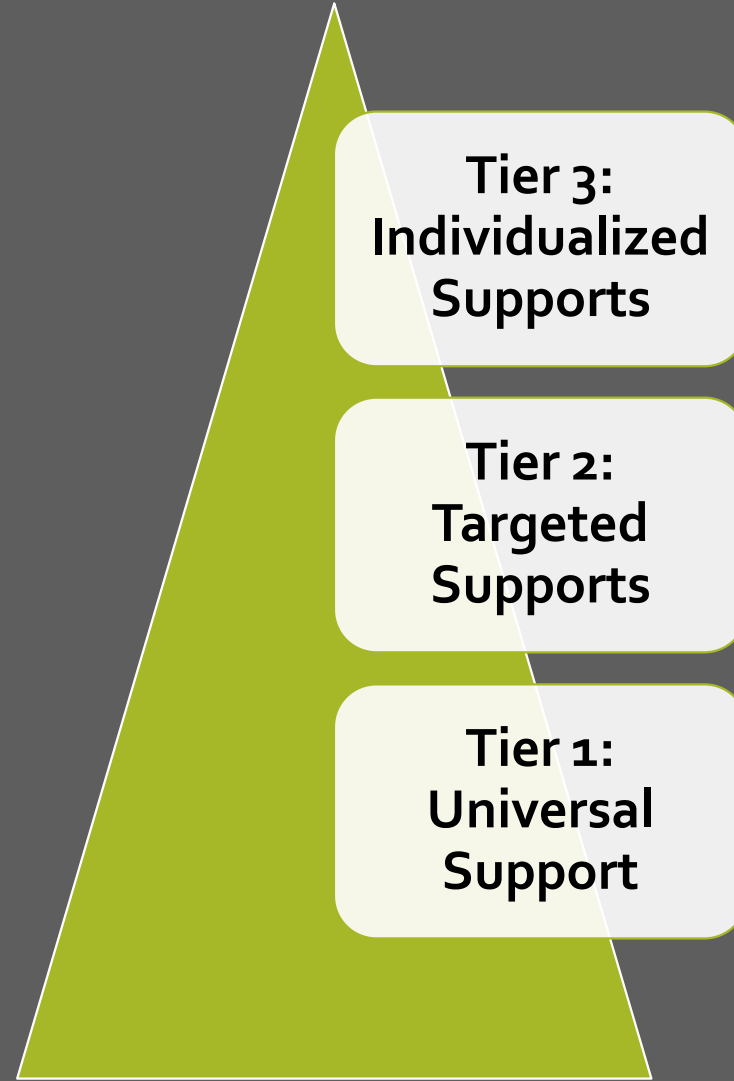 Tier 3:
Individualized
Supports
Tier 2:
Targeted
Supports
Tier 1:
Universal
Support